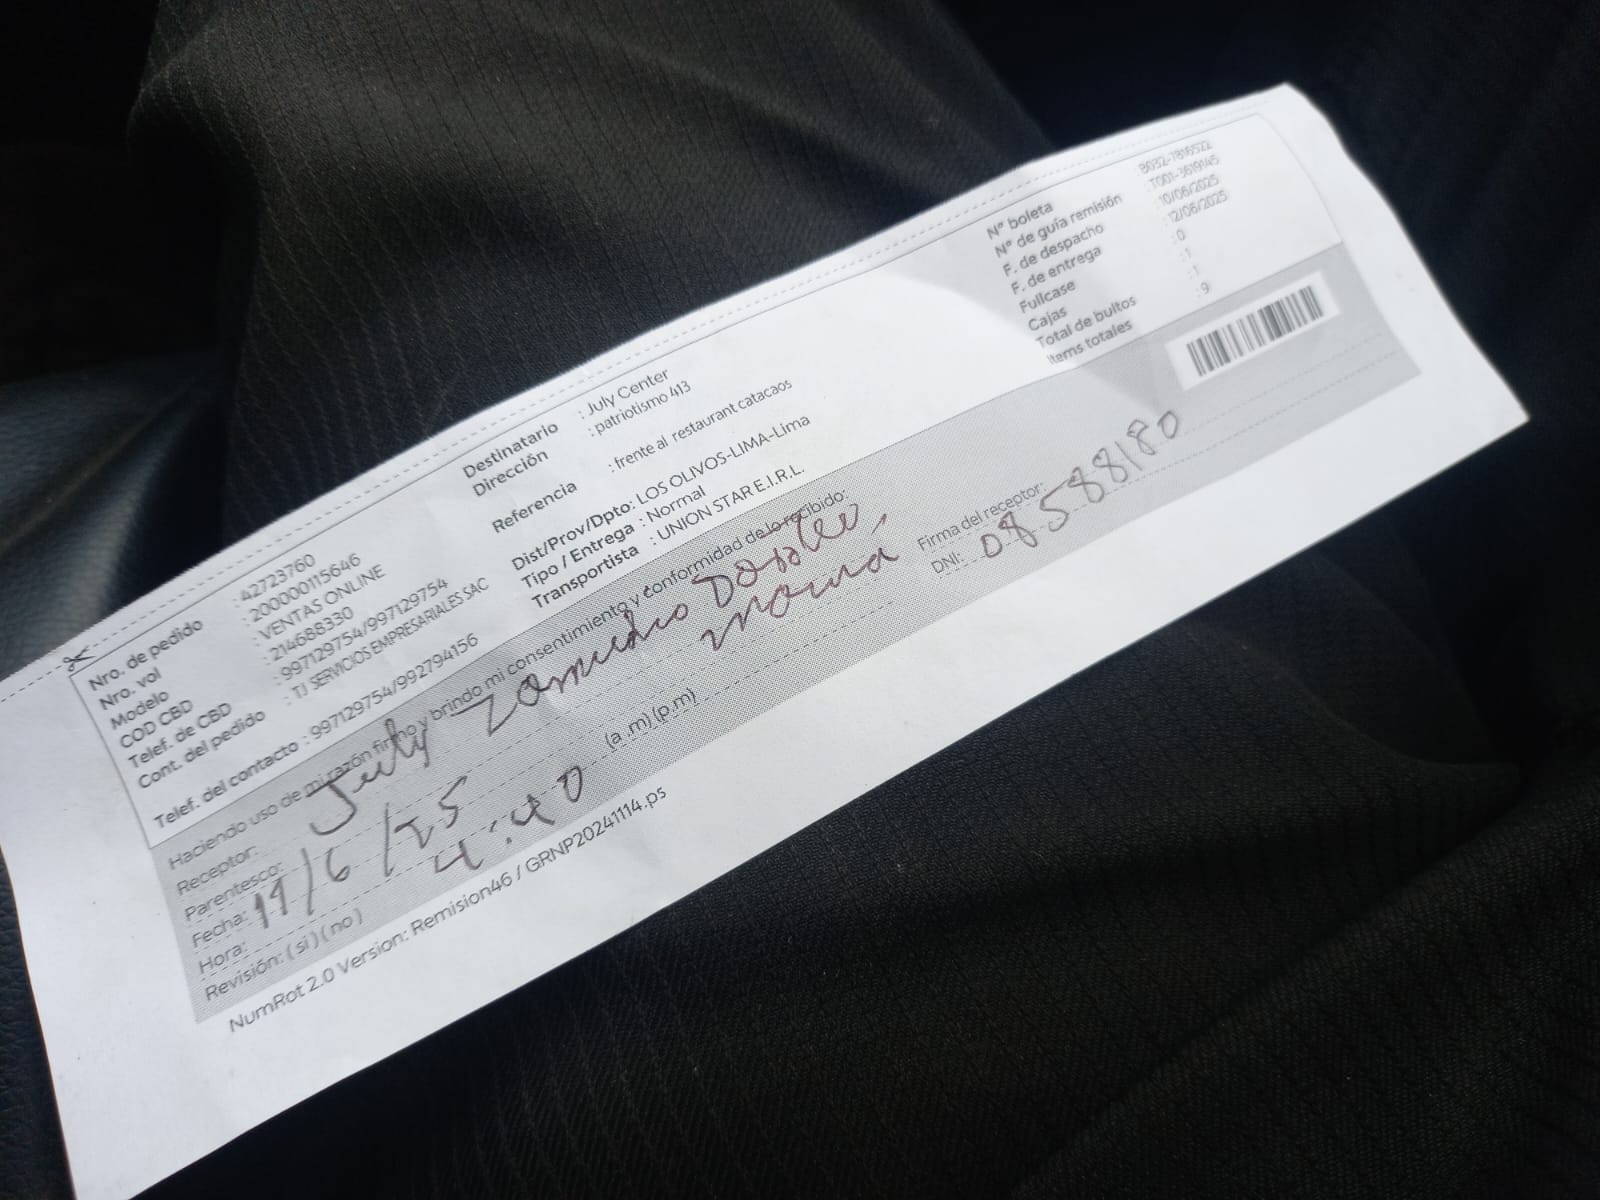 Nro. de pedido : 42723760
Nro. vol : 20000115646
Modelo : VENTAS ONLINE
COD CBD : 214688330
Telef. de CBD : 997129754/997129754
Cont. del pedido : TJ SERVICIOS EMPRESARIALES SAC
Telef. del contacto : 997129754/992794156
Destinatario : July Center
Dirección : patriotismo 413
Referencia : frente al restaurant catacaos
Dist/Prov/Dpto: LOS OLIVOS-LIMA-Lima
Tipo / Entrega : Normal
Transportista : UNION STAR E.I.R.L.
N° boleta : B032-7816522
N° de guía remisión : T001-3619145
F. de despacho : 10/06/2025
F. de entrega : 12/06/2025
Fullcase : 0
Cajas : 1
Total de bultos : 1
Items totales : 9
Haciendo uso de mi razón firmo y brindo mi consentimiento y conformidad de lo recibido:
Receptor: July Zamudio
Parentesco:
Fecha: 19/6/25
Hora: 4:40 (a.m) (p.m)
Revisión: (si) (no)
Firma del receptor:
DNI: 08588180
NumRot 2.0 Version: Remision46 / GRNP20241114.ps